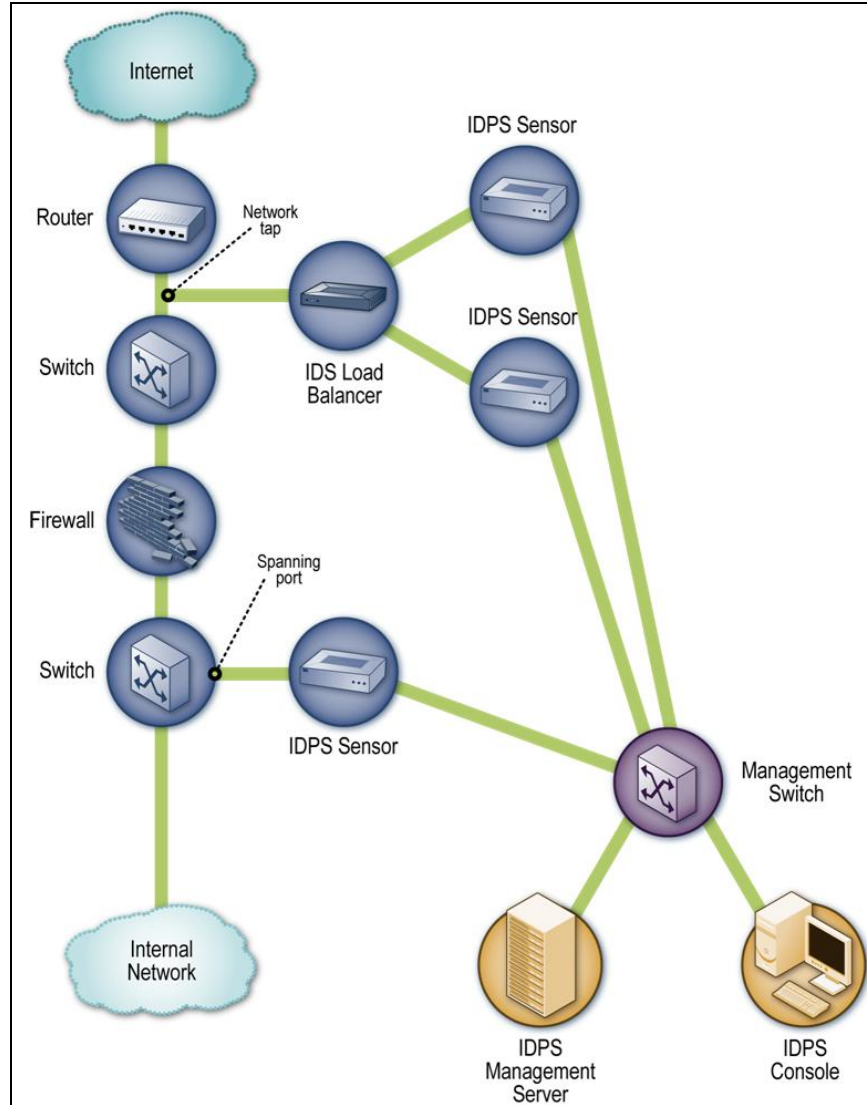 Internet
IDPS Sensor
Router
Network
tap
IDPS Sensor
Switch
IDS Load
Balancer
Firewall
Spanning
port
Switch
IDPS Sensor
Management
Switch
Internal
Network
IDPS
Management
Server
IDPS
Console